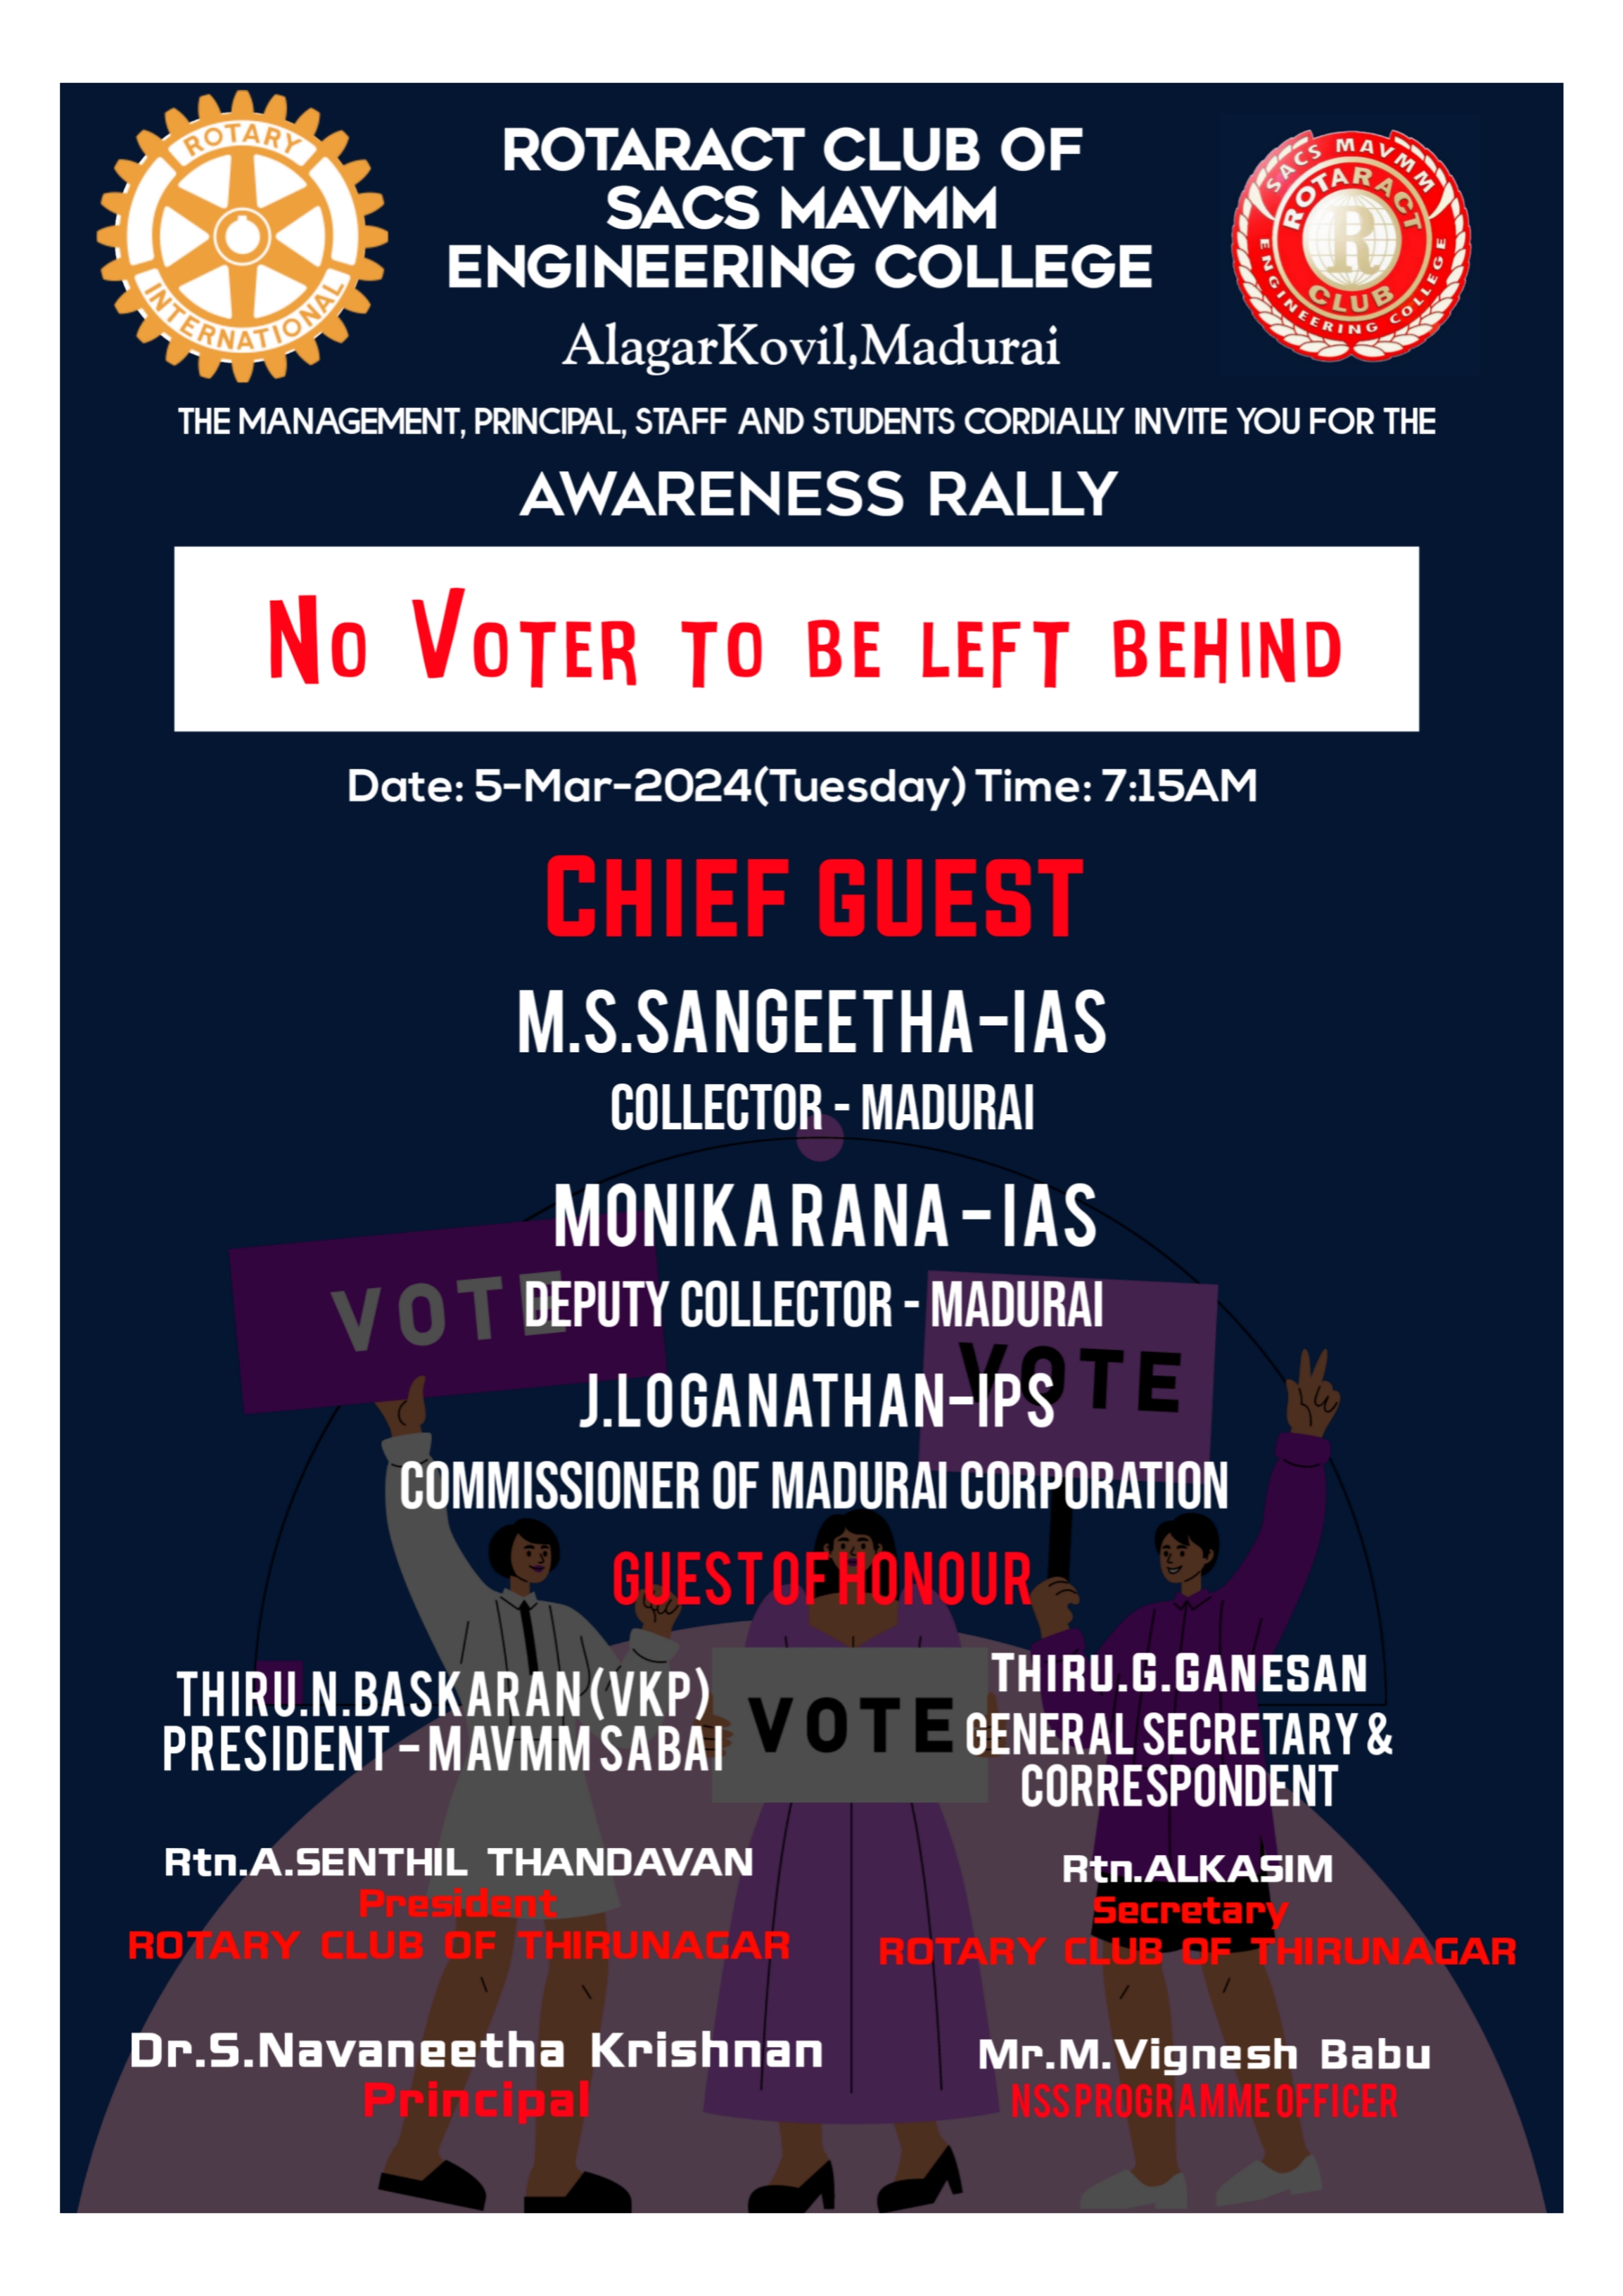 ROTARY
INTERNATIONAL
ROTARACT CLUB OF
SACS MAVMM
ENGINEERING COLLEGE
AlagarKovil,Madurai
SACS MAVMM
ROTARACT
R
CLUB
ENGINEERING COLLEGE
THE MANAGEMENT, PRINCIPAL, STAFF AND STUDENTS CORDIALLY INVITE YOU FOR THE
AWARENESS RALLY
No Voter to be left behind
Date: 5-Mar-2024(Tuesday) Time: 7:15AM
CHIEF GUEST
M.S.SANGEETHA-IAS
COLLECTOR - MADURAI
MONIKA RANA - IAS
VOTE
DEPUTY COLLECTOR - MADURAI
VOTE
J.LOGANATHAN-IPS
COMMISSIONER OF MADURAI CORPORATION
GUEST OF HONOUR
THIRU.N.BASKARAN(VKP)
PRESIDENT - MAVMM SABAI
VOTE
THIRU.G.GANESAN
GENERAL SECRETARY &
CORRESPONDENT
Rtn.A.SENTHIL THANDAVAN
President
ROTARY CLUB OF THIRUNAGAR
Rtn.ALKASIM
Secretary
ROTARY CLUB OF THIRUNAGAR
Dr.S.Navaneetha Krishnan
Principal
Mr.M.Vignesh Babu
NSS PROGRAMME OFFICER